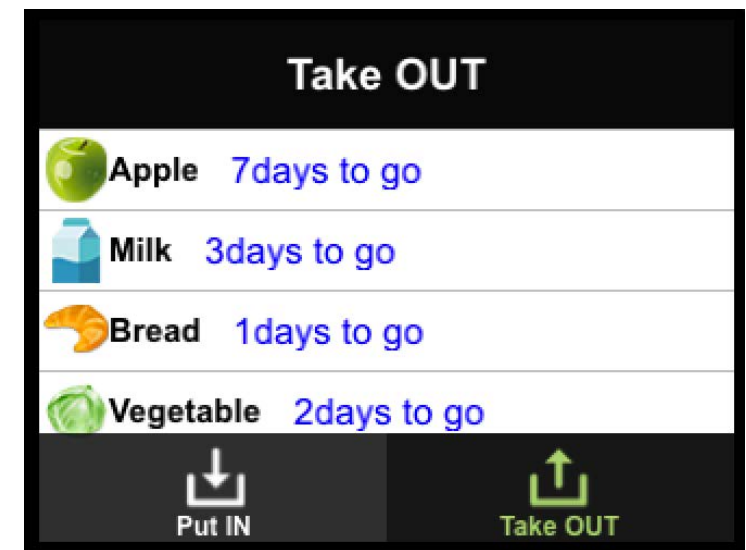 Take OUT
Apple 7days to go
Milk 3days to go
Bread 1days to go
Vegetable 2days to go
Put IN Take OUT